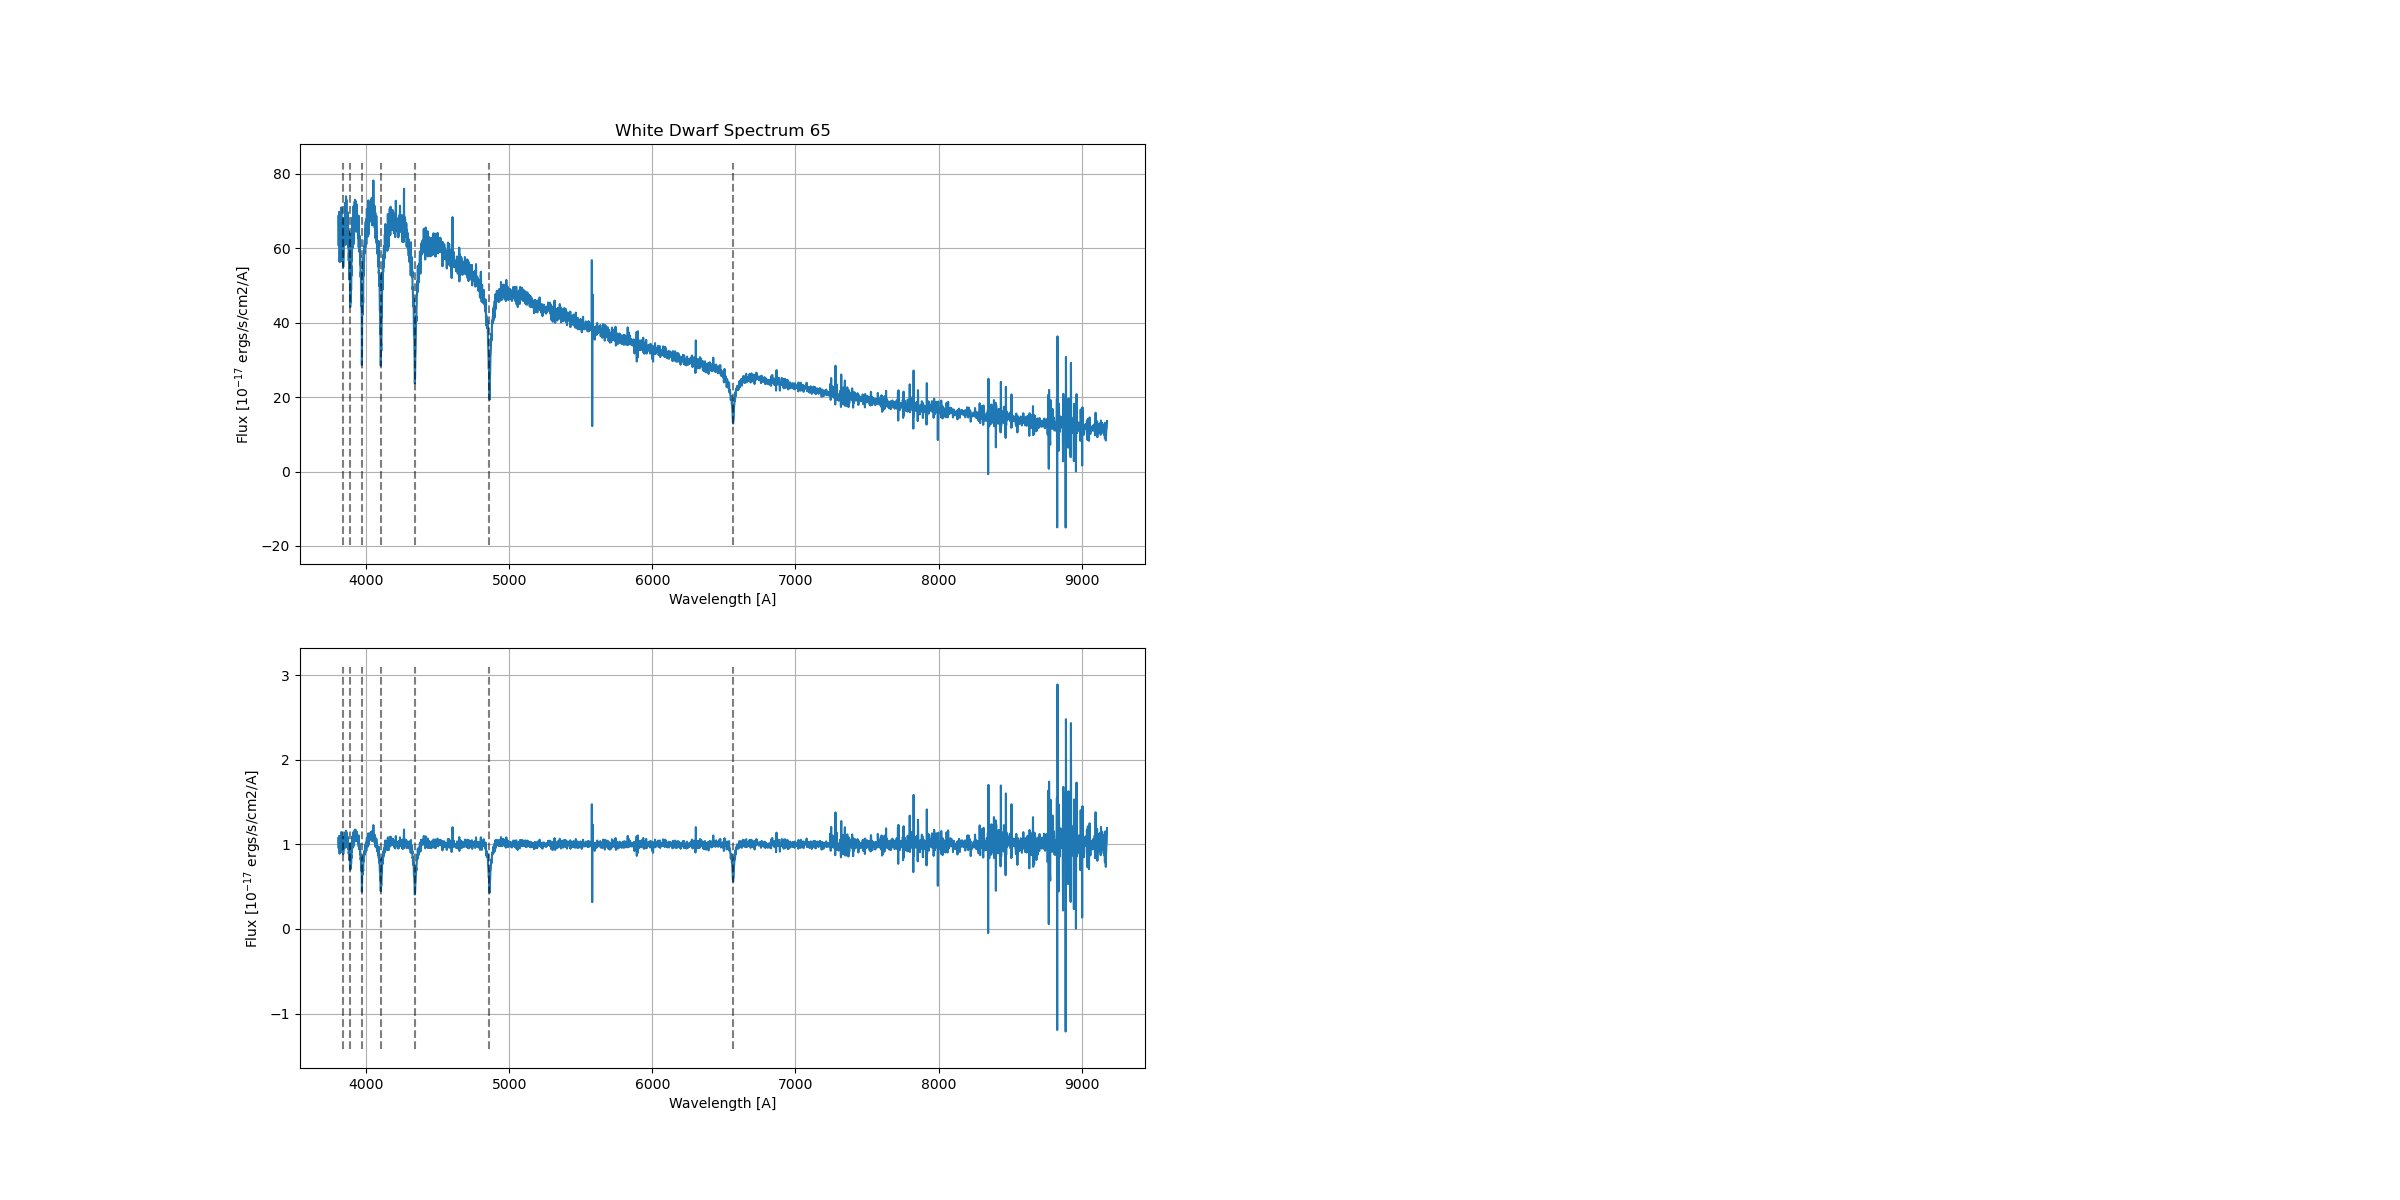 White Dwarf Spectrum 65
80
60
40
20
0
−20
Flux [10⁻¹⁷ ergs/s/cm2/A]
4000 5000 6000 7000 8000 9000
Wavelength [A]
3
2
1
0
−1
Flux [10⁻¹⁷ ergs/s/cm2/A]
4000 5000 6000 7000 8000 9000
Wavelength [A]